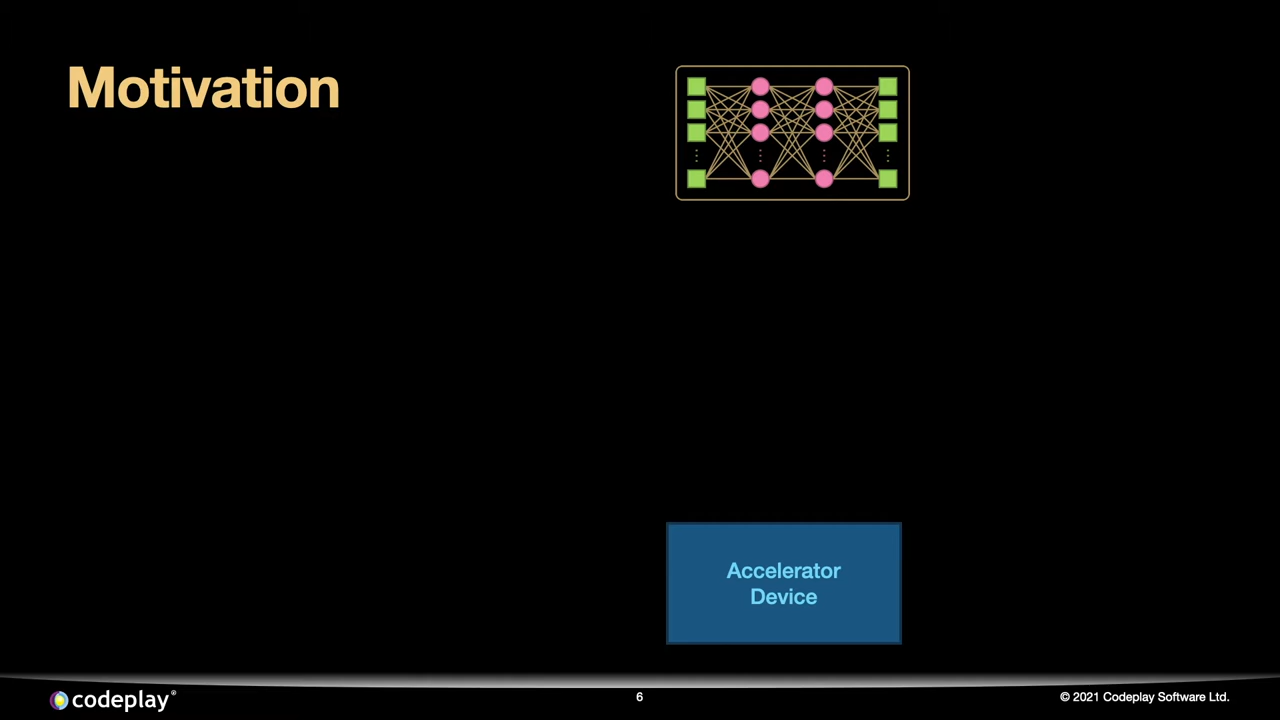 Motivation
Accelerator
Device
codeplay®
6
© 2021 Codeplay Software Ltd.